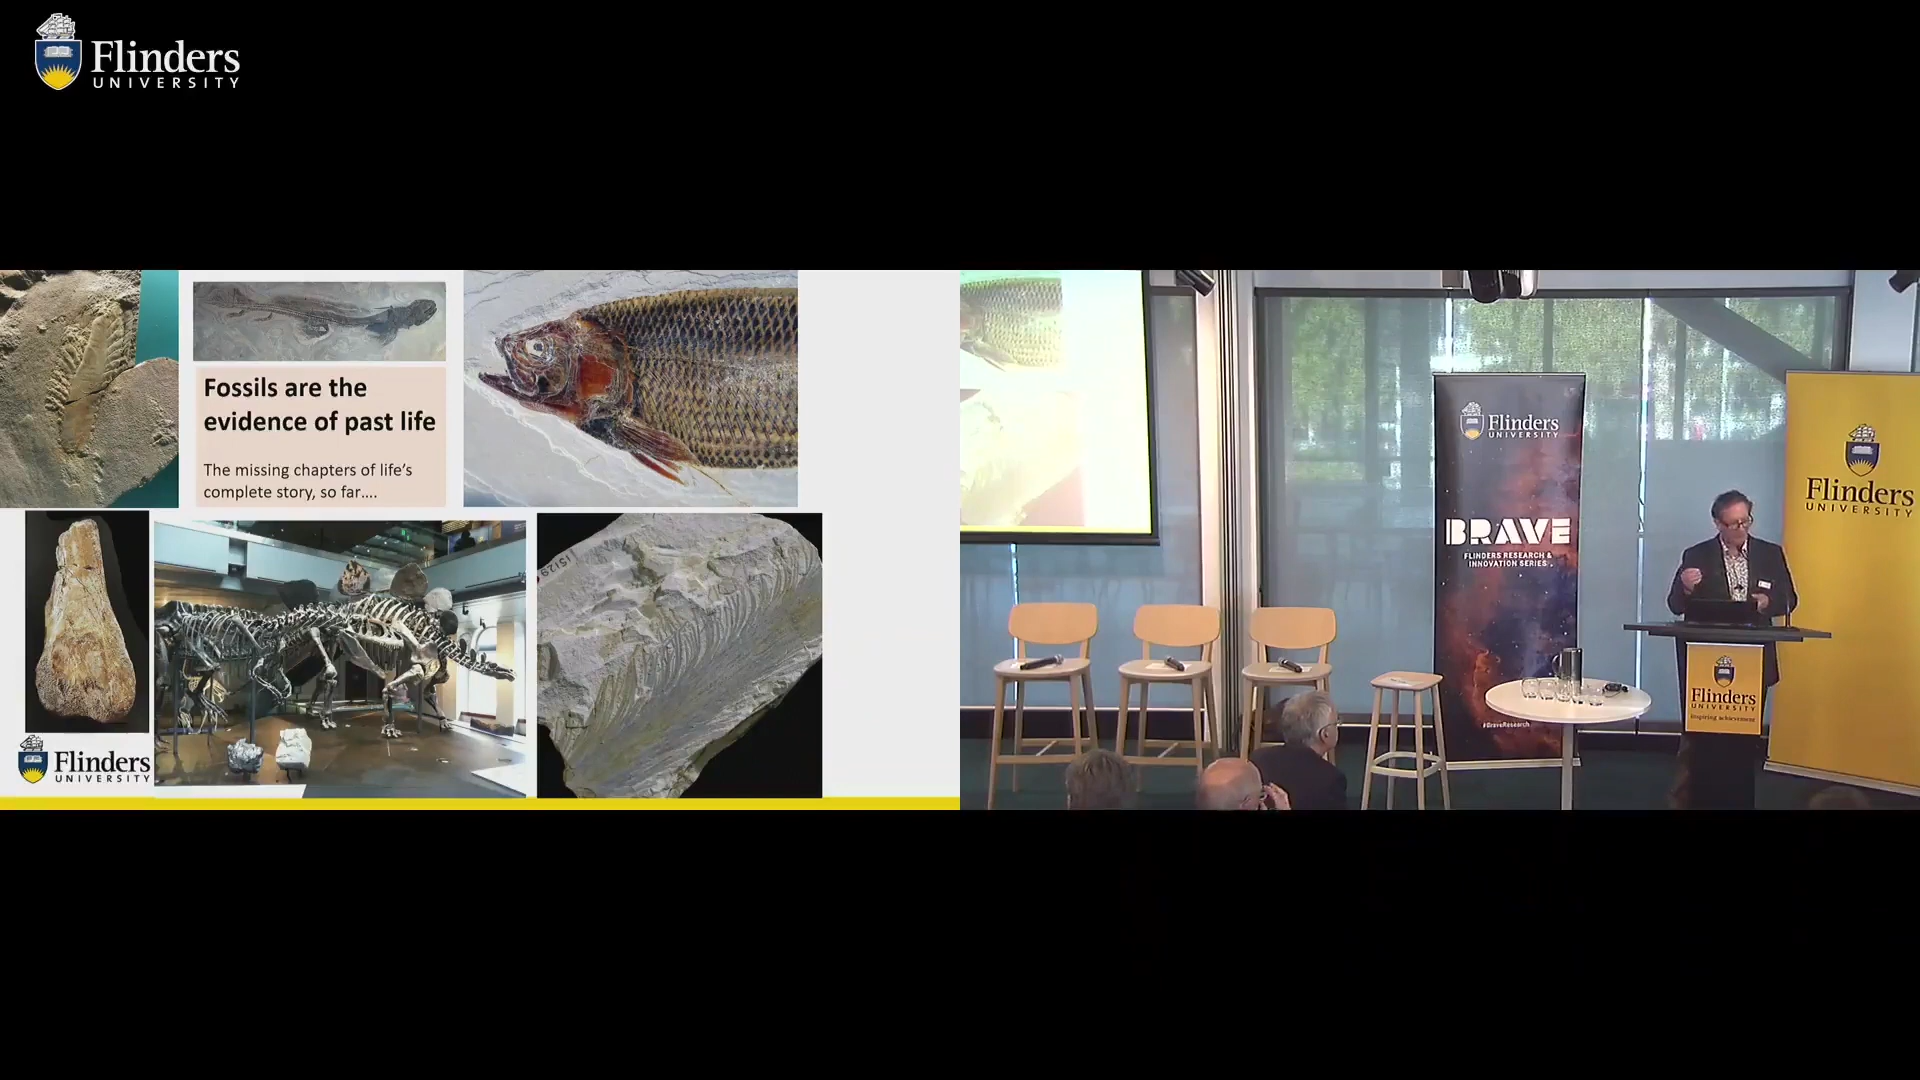 Flinders
UNIVERSITY
Fossils are the
evidence of past life
The missing chapters of life's
complete story, so far....
15129
Flinders
UNIVERSITY
Flinders
UNIVERSITY
BRAVE
FLINDERS RESEARCH &
INNOVATION SERIES
#BraveResearch
Flinders
UNIVERSITY
Flinders
UNIVERSITY
inspiring achievement